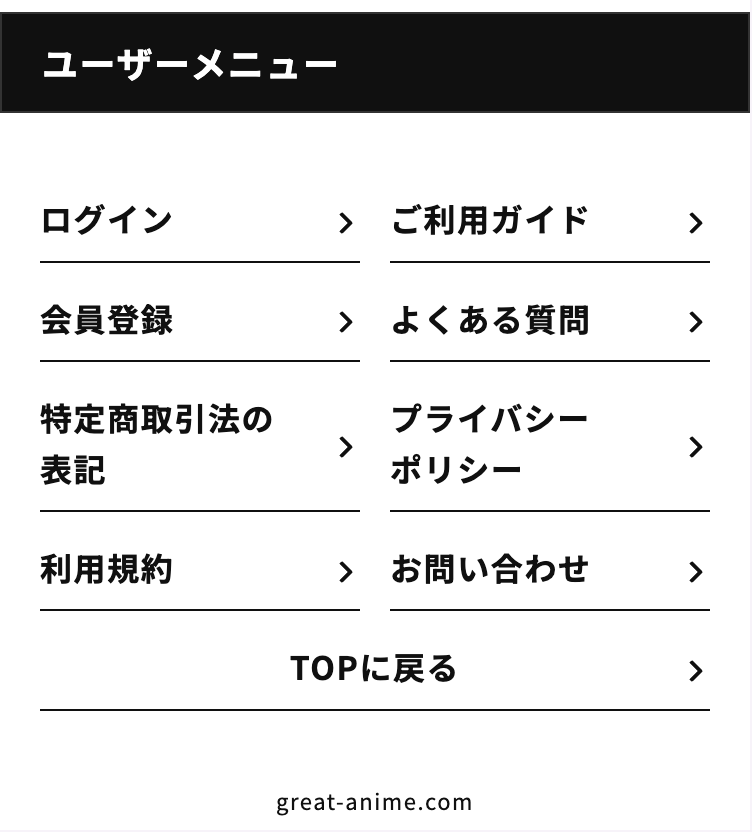 ユーザーメニュー
ログイン
ご利用ガイド
会員登録
よくある質問
特定商取引法の
表記
プライバシー
ポリシー
利用規約
お問い合わせ
TOPに戻る
great-anime.com